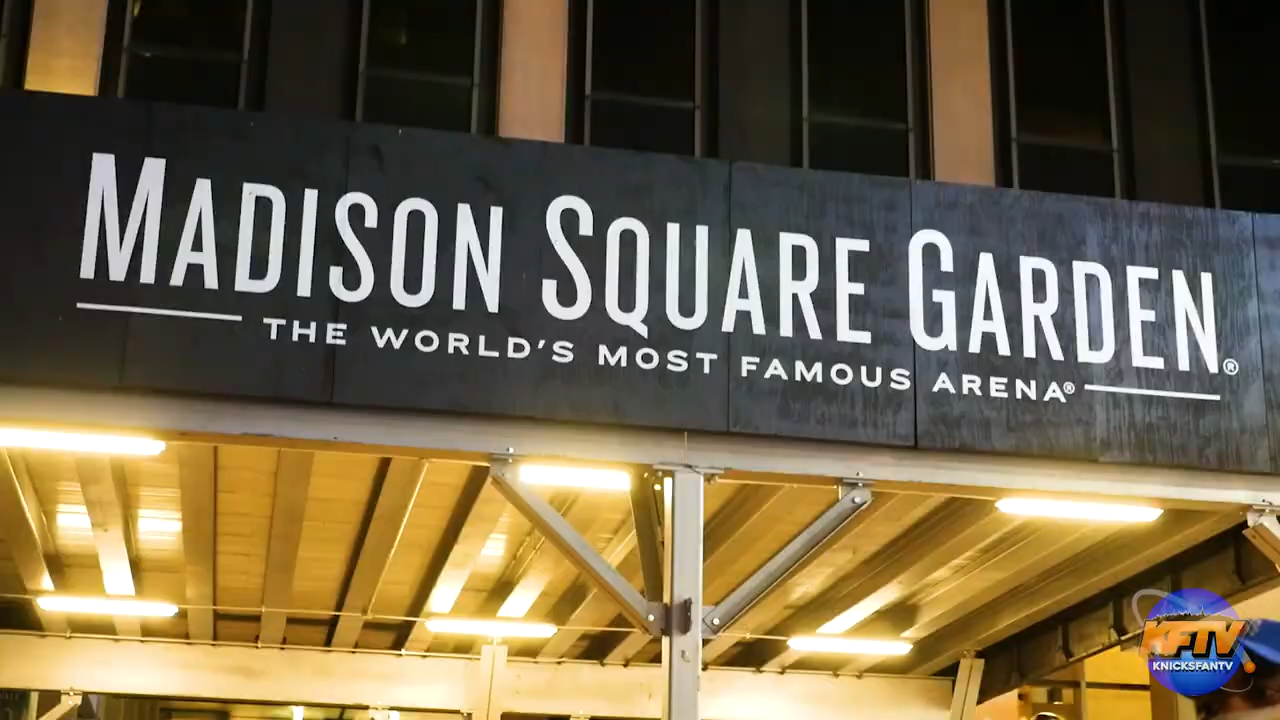 MADISON SQUARE GARDEN®
THE WORLD'S MOST FAMOUS ARENA®
KFTV
KNICKSFANTV